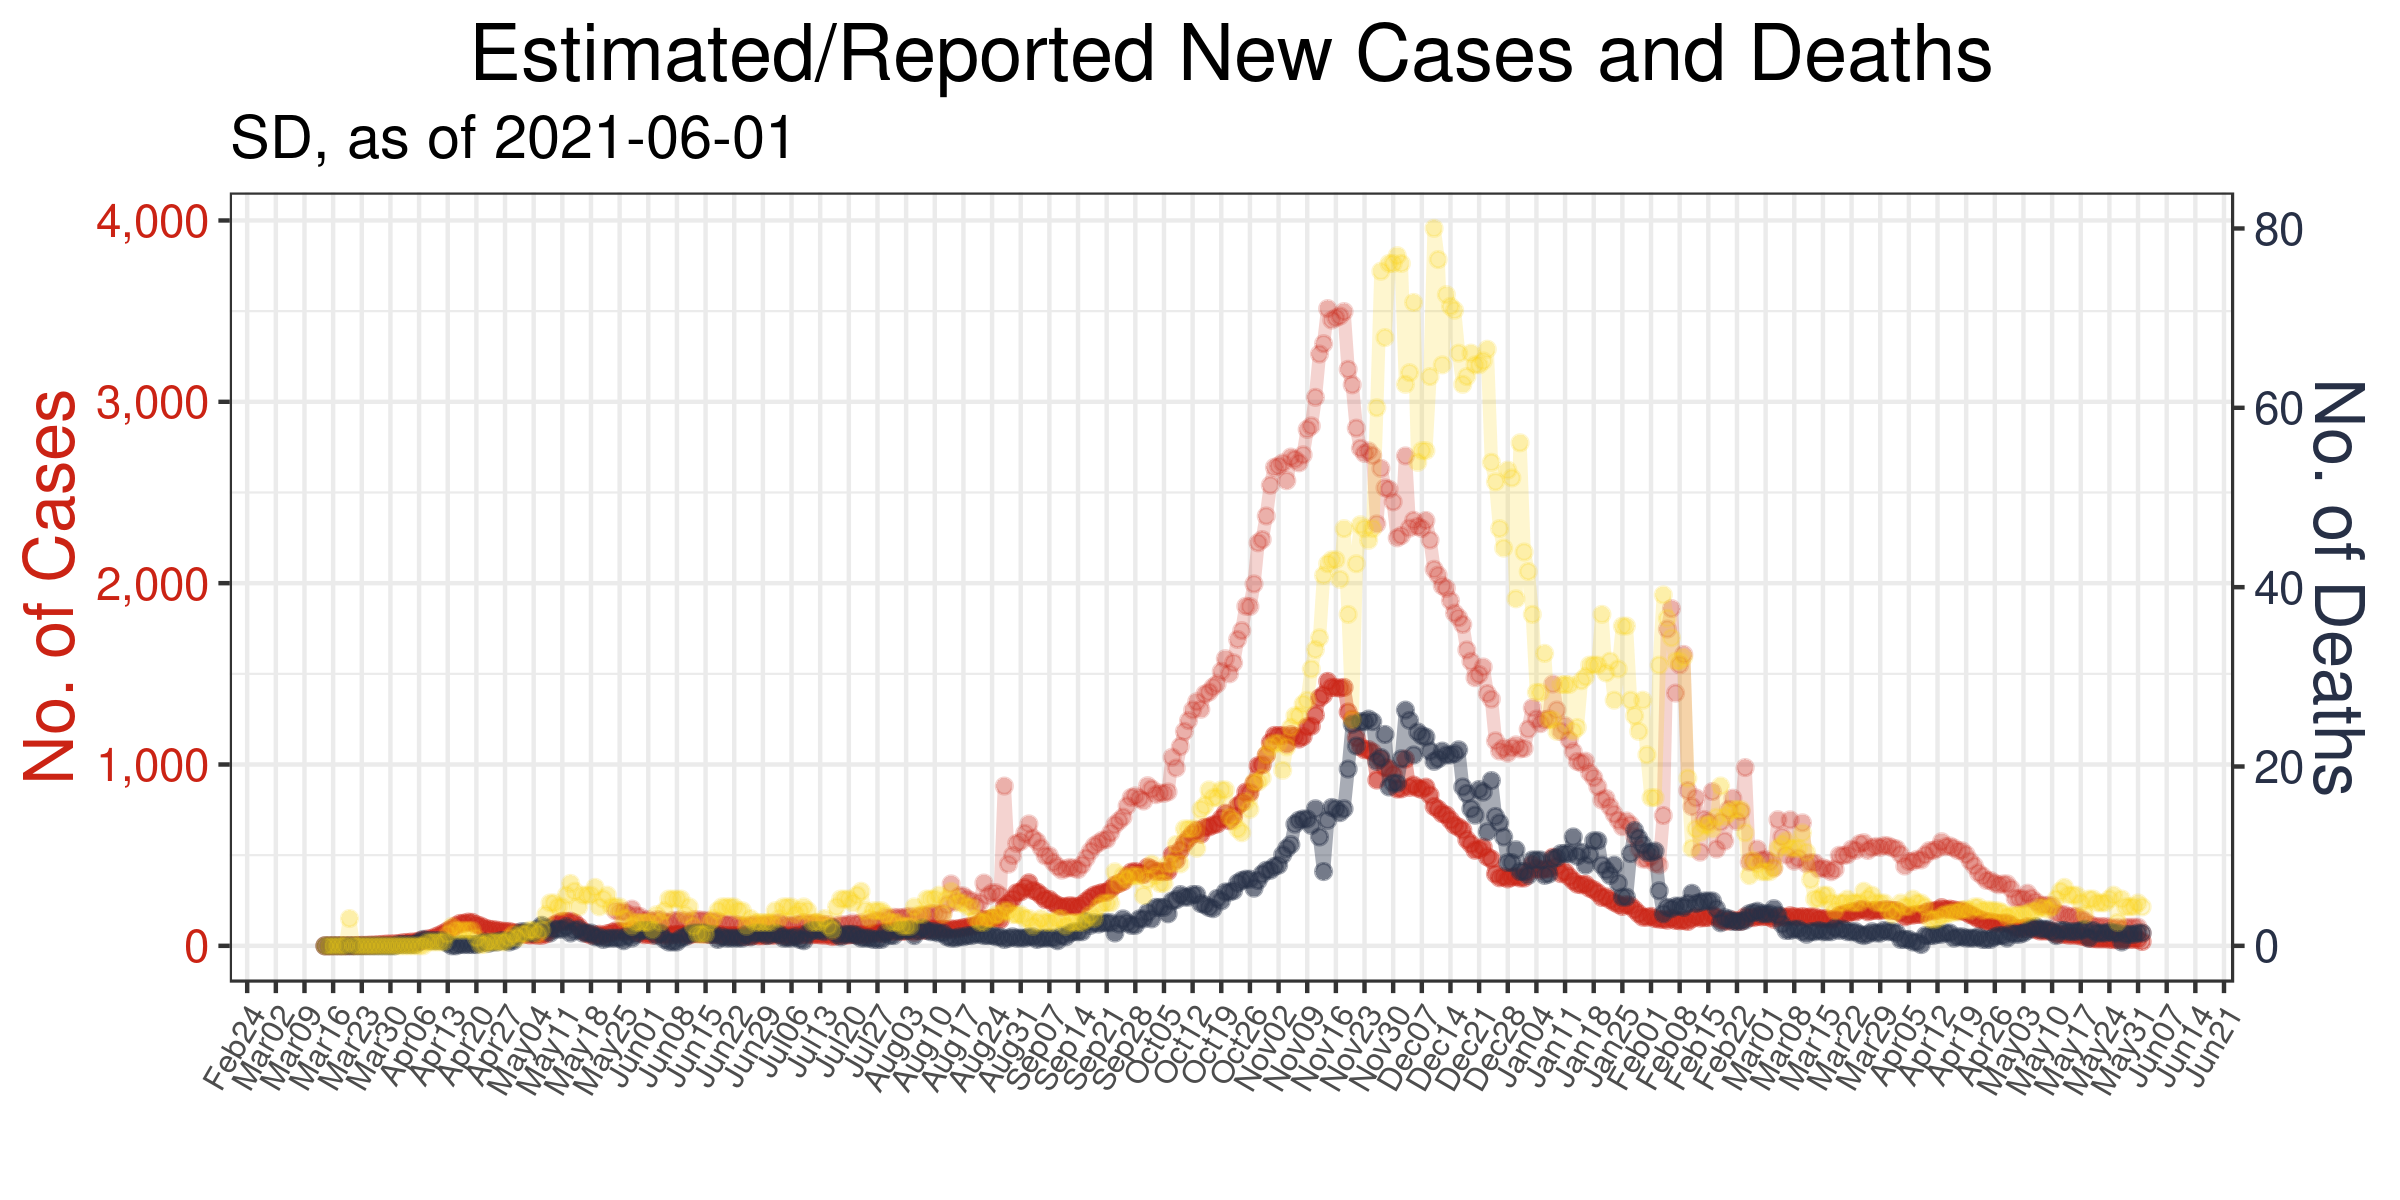 Estimated/Reported New Cases and Deaths
SD, as of 2021-06-01
No. of Cases
4,000
3,000
2,000
1,000
0
80
60
40
20
0
No. of Deaths
Feb24
Mar02
Mar09
Mar16
Mar23
Mar30
Apr06
Apr13
Apr20
Apr27
May04
May11
May18
May25
Jun01
Jun08
Jun15
Jun22
Jun29
Jul06
Jul13
Jul20
Jul27
Aug03
Aug10
Aug17
Aug24
Aug31
Sep07
Sep14
Sep21
Sep28
Oct05
Oct12
Oct19
Oct26
Nov02
Nov09
Nov16
Nov23
Nov30
Dec07
Dec14
Dec21
Dec28
Jan04
Jan11
Jan18
Jan25
Feb01
Feb08
Feb15
Feb22
Mar01
Mar08
Mar15
Mar22
Mar29
Apr05
Apr12
Apr19
Apr26
May03
May10
May17
May24
May31
Jun07
Jun14
Jun21